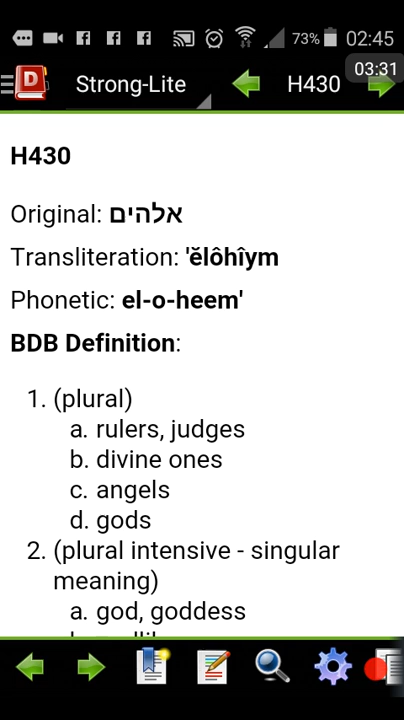 73% 02:45
03:31
Strong-Lite H430
H430
Original: אלהים
Transliteration: 'ĕlôhîym
Phonetic: el-o-heem'
BDB Definition:
1. (plural)
a. rulers, judges
b. divine ones
c. angels
d. gods
2. (plural intensive - singular
meaning)
a. god, goddess